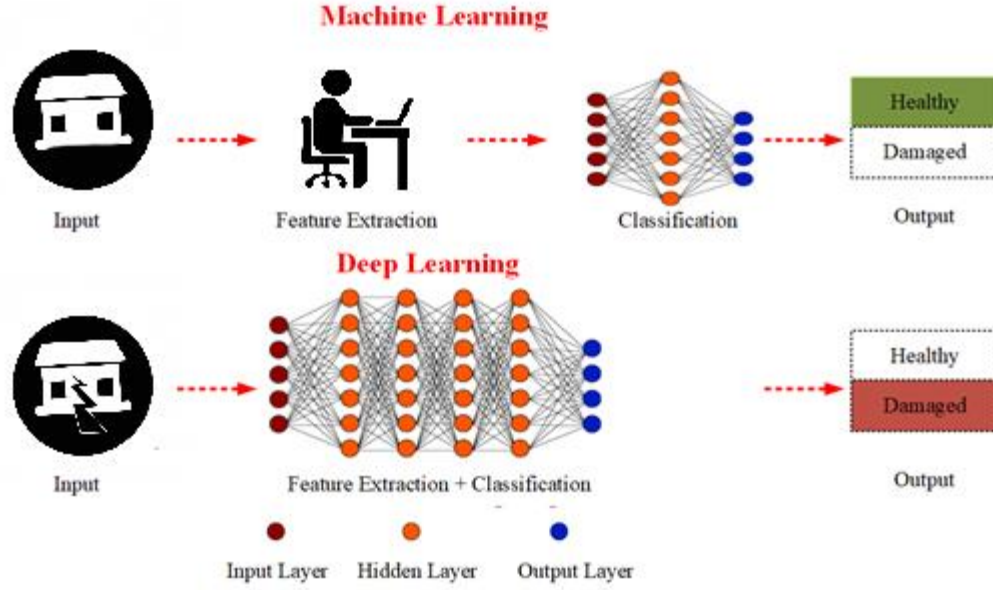 Machine Learning
Healthy
Damaged
Input
Feature Extraction
Classification
Output
Deep Learning
Healthy
Damaged
Input
Feature Extraction + Classification
Output
Input Layer
Hidden Layer
Output Layer